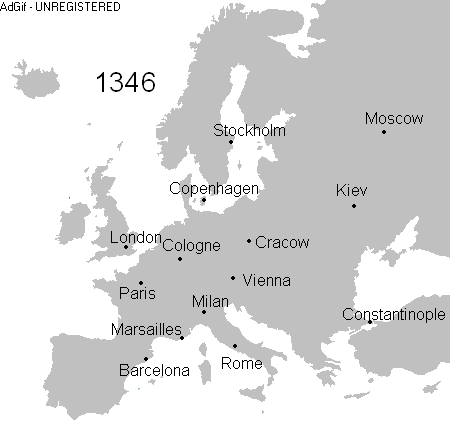 AdGif - UNREGISTERED
1346
Moscow
Stockholm
Copenhagen
Kiev
London
Cologne
Cracow
Paris
Vienna
Milan
Constantinople
Marsailles
Rome
Barcelona